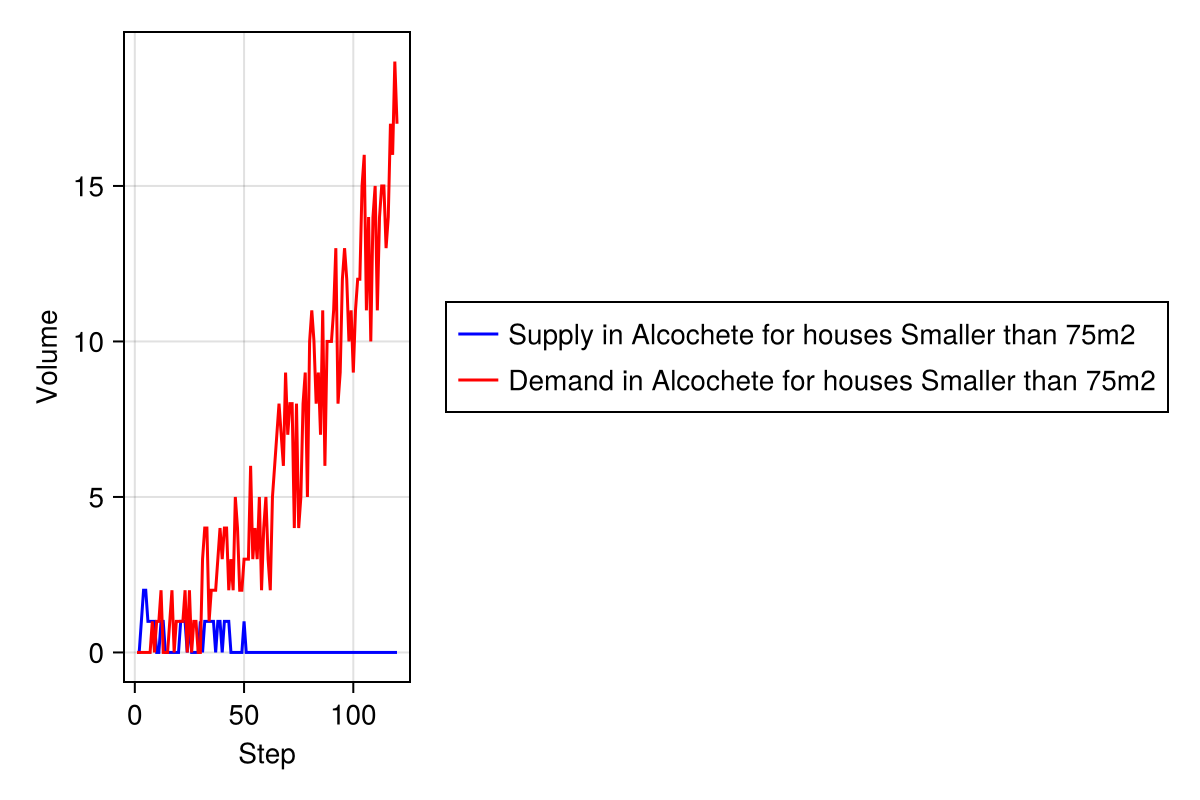 15
10
5
0
Volume
0 50 100
Step
Supply in Alcochete for houses Smaller than 75m2
Demand in Alcochete for houses Smaller than 75m2